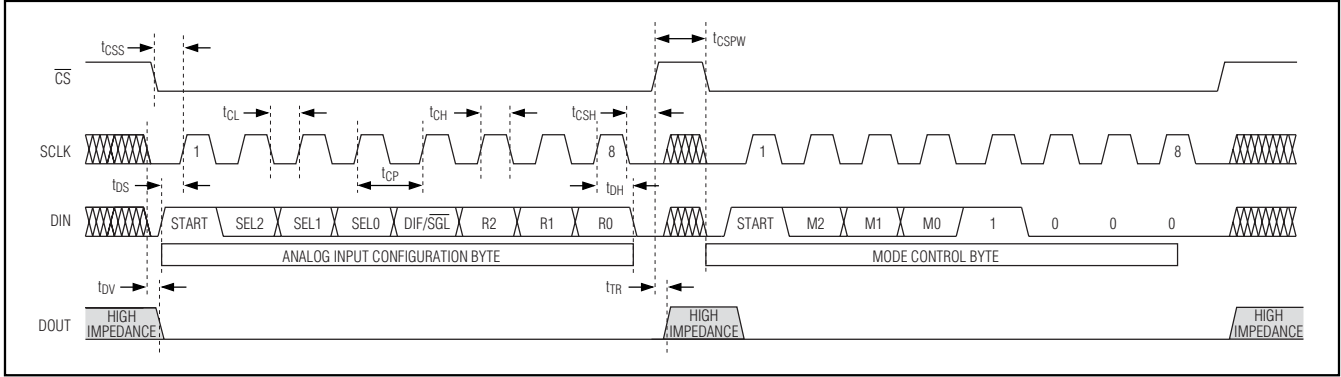 tCSS
tCSPW
CS
tCL
tCH
tCSH
SCLK
1
8
1
8
tDS
tCP
tDH
DIN
START SEL2 SEL1 SEL0 DIF/SGL R2 R1 R0
START M2 M1 M0 1 0 0 0
ANALOG INPUT CONFIGURATION BYTE
MODE CONTROL BYTE
tDV
tTR
DOUT
HIGH
IMPEDANCE
HIGH
IMPEDANCE
HIGH
IMPEDANCE